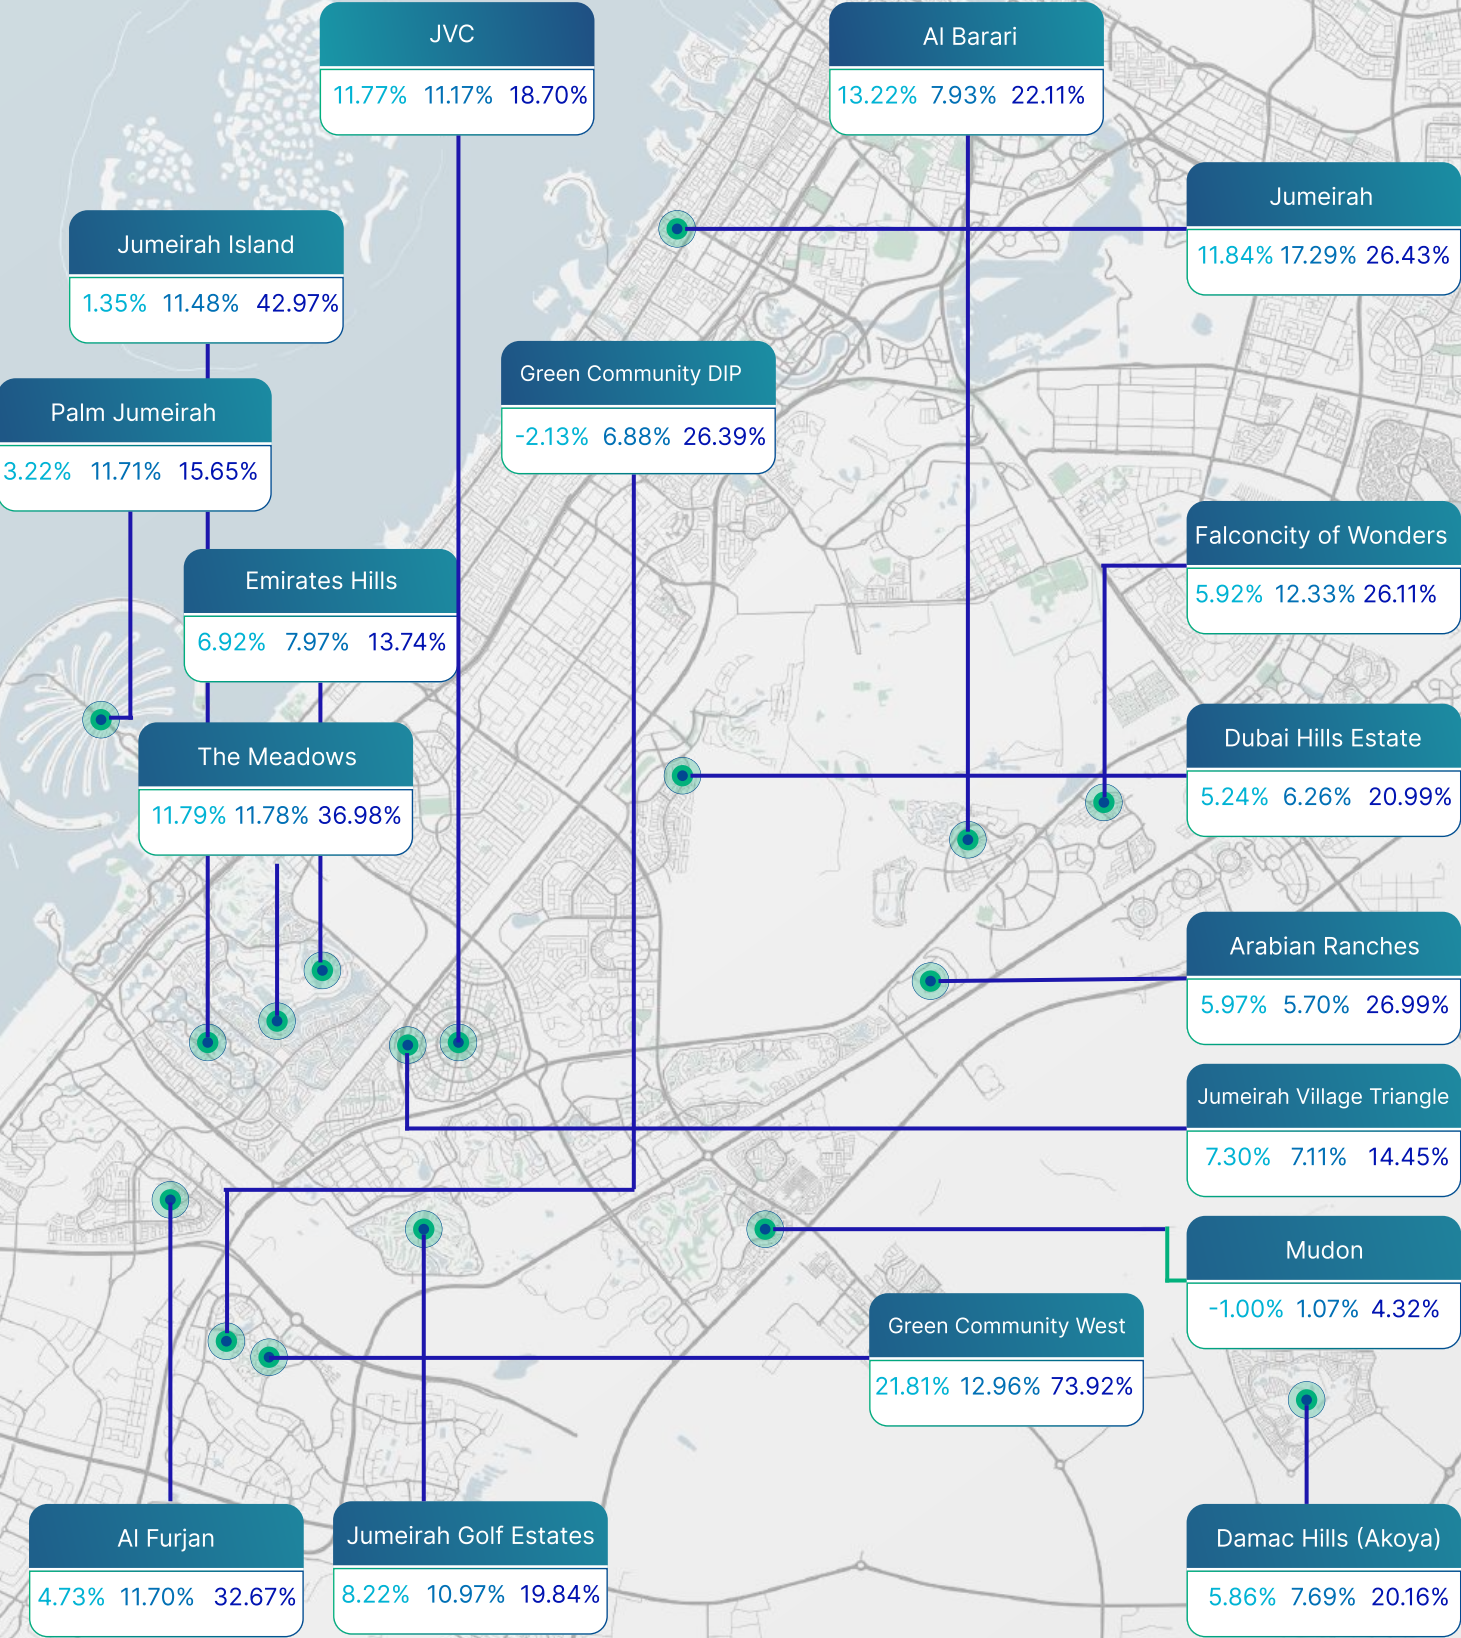 JVC
11.77% 11.17% 18.70%
Al Barari
13.22% 7.93% 22.11%
Jumeirah
11.84% 17.29% 26.43%
Jumeirah Island
1.35% 11.48% 42.97%
Green Community DIP
-2.13% 6.88% 26.39%
Palm Jumeirah
3.22% 11.71% 15.65%
Falconcity of Wonders
5.92% 12.33% 26.11%
Emirates Hills
6.92% 7.97% 13.74%
Dubai Hills Estate
5.24% 6.26% 20.99%
The Meadows
11.79% 11.78% 36.98%
Arabian Ranches
5.97% 5.70% 26.99%
Jumeirah Village Triangle
7.30% 7.11% 14.45%
Mudon
-1.00% 1.07% 4.32%
Green Community West
21.81% 12.96% 73.92%
Al Furjan
4.73% 11.70% 32.67%
Jumeirah Golf Estates
8.22% 10.97% 19.84%
Damac Hills (Akoya)
5.86% 7.69% 20.16%